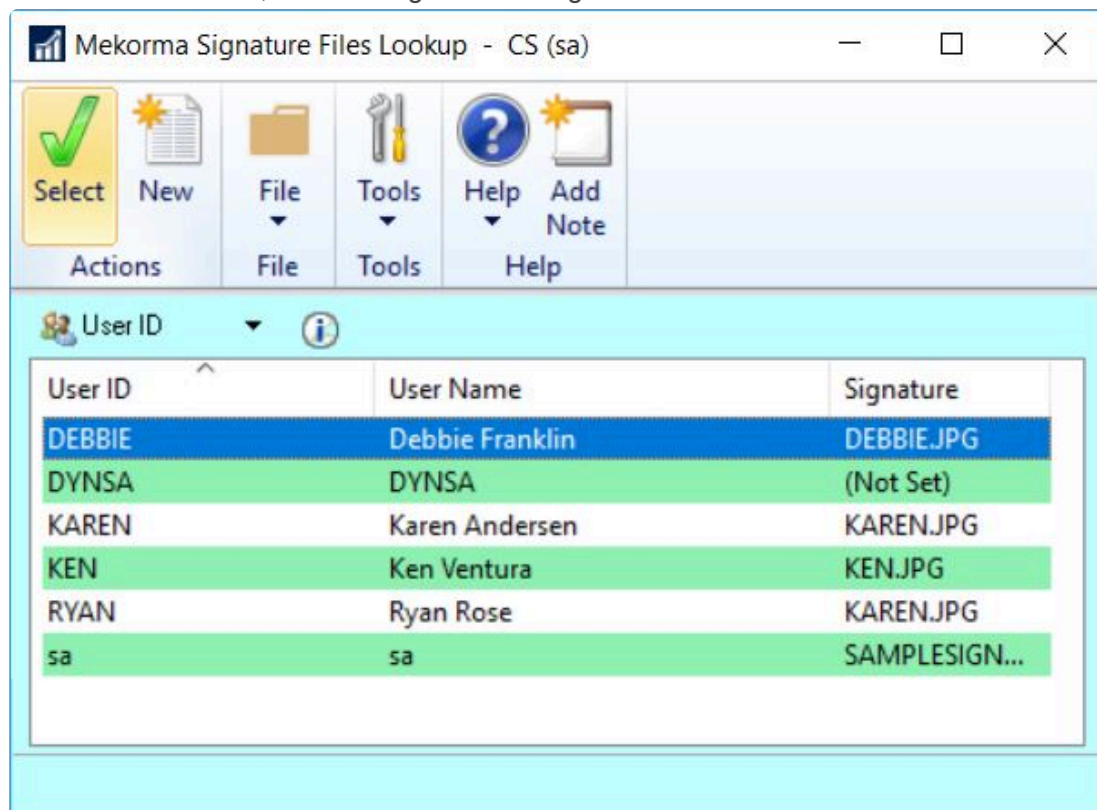 Mekorma Signature Files Lookup - CS (sa)
Select New File Tools Help Add Note
Actions File Tools Help
User ID
User ID User Name Signature
DEBBIE Debbie Franklin DEBBIE.JPG
DYNSA DYNSA (Not Set)
KAREN Karen Andersen KAREN.JPG
KEN Ken Ventura KEN.JPG
RYAN Ryan Rose KAREN.JPG
sa sa SAMPLESIGN...